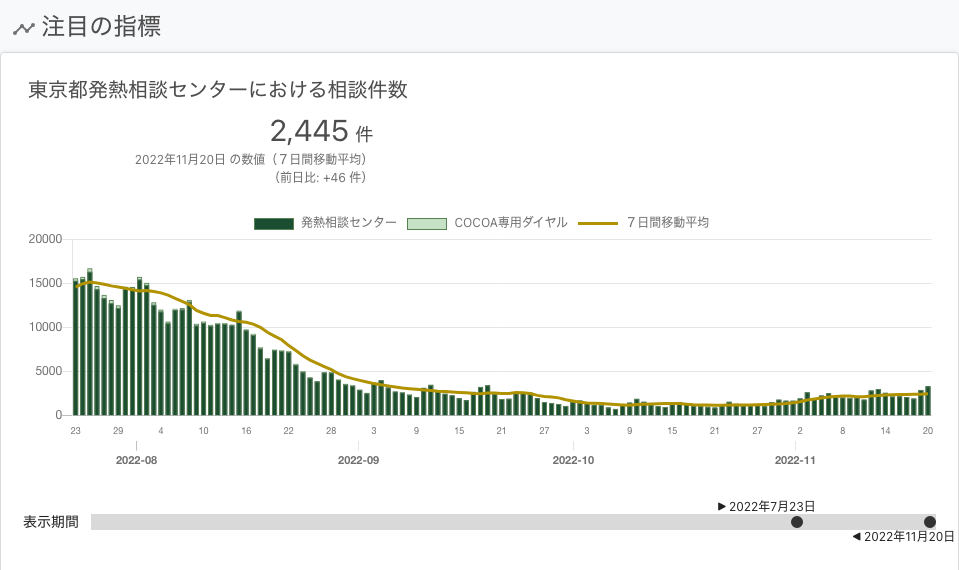 注目の指標
東京都発熱相談センターにおける相談件数
2,445 件
2022年11月20日 の数値（７日間移動平均）
（前日比: +46 件）
発熱相談センター COCOA専用ダイヤル ７日間移動平均
20000
15000
10000
5000
0
23 29 4 10 16 22 28 3 9 15 21 27 3 9 15 21 27 2 8 14 20
2022-08 2022-09 2022-10 2022-11
▶ 2022年7月23日
表示期間
◀ 2022年11月20日